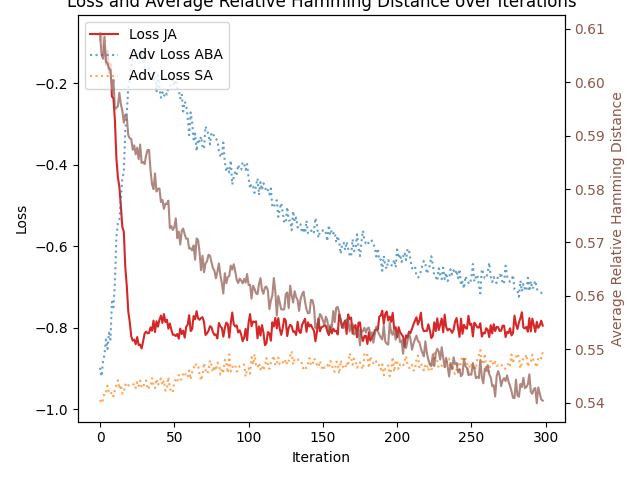 Loss and Average Relative Hamming Distance over Iterations
Loss JA
Adv Loss ABA
Adv Loss SA
−0.2
−0.4
−0.6
−0.8
−1.0
Loss
0
50
100
150
200
250
300
Iteration
0.61
0.60
0.59
0.58
0.57
0.56
0.55
0.54
Average Relative Hamming Distance